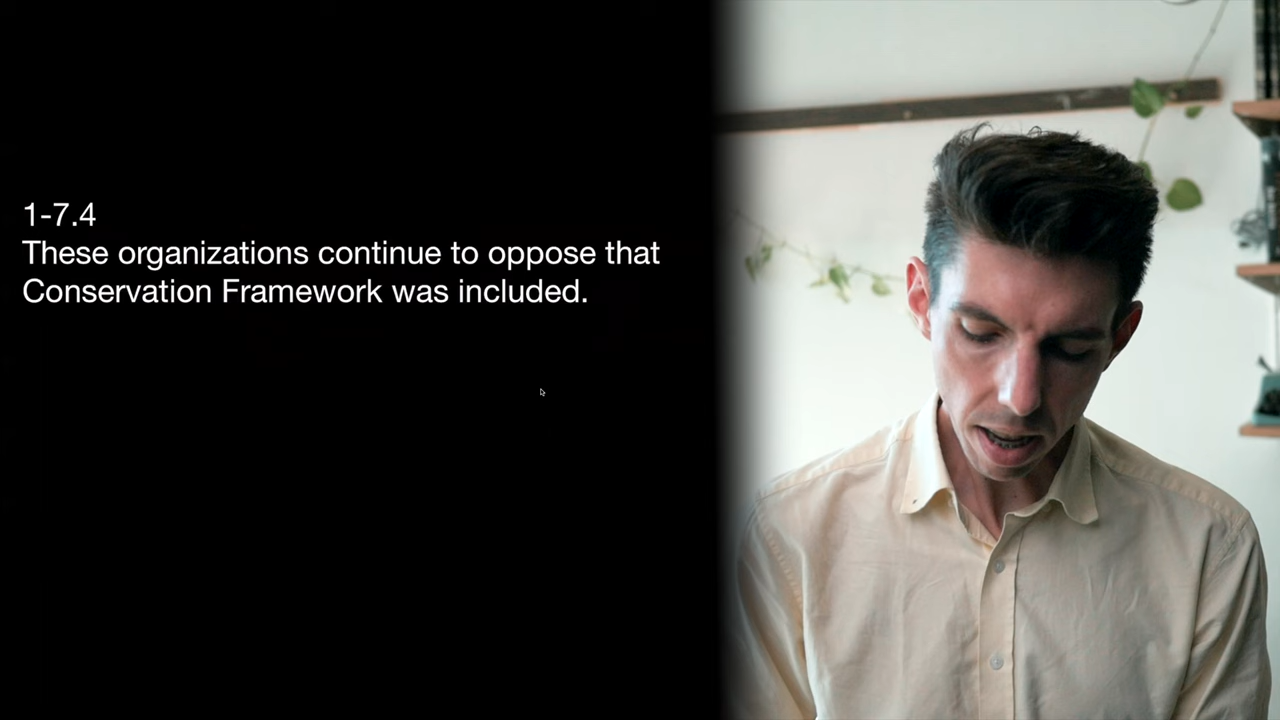 1-7.4
These organizations continue to oppose that
Conservation Framework was included.